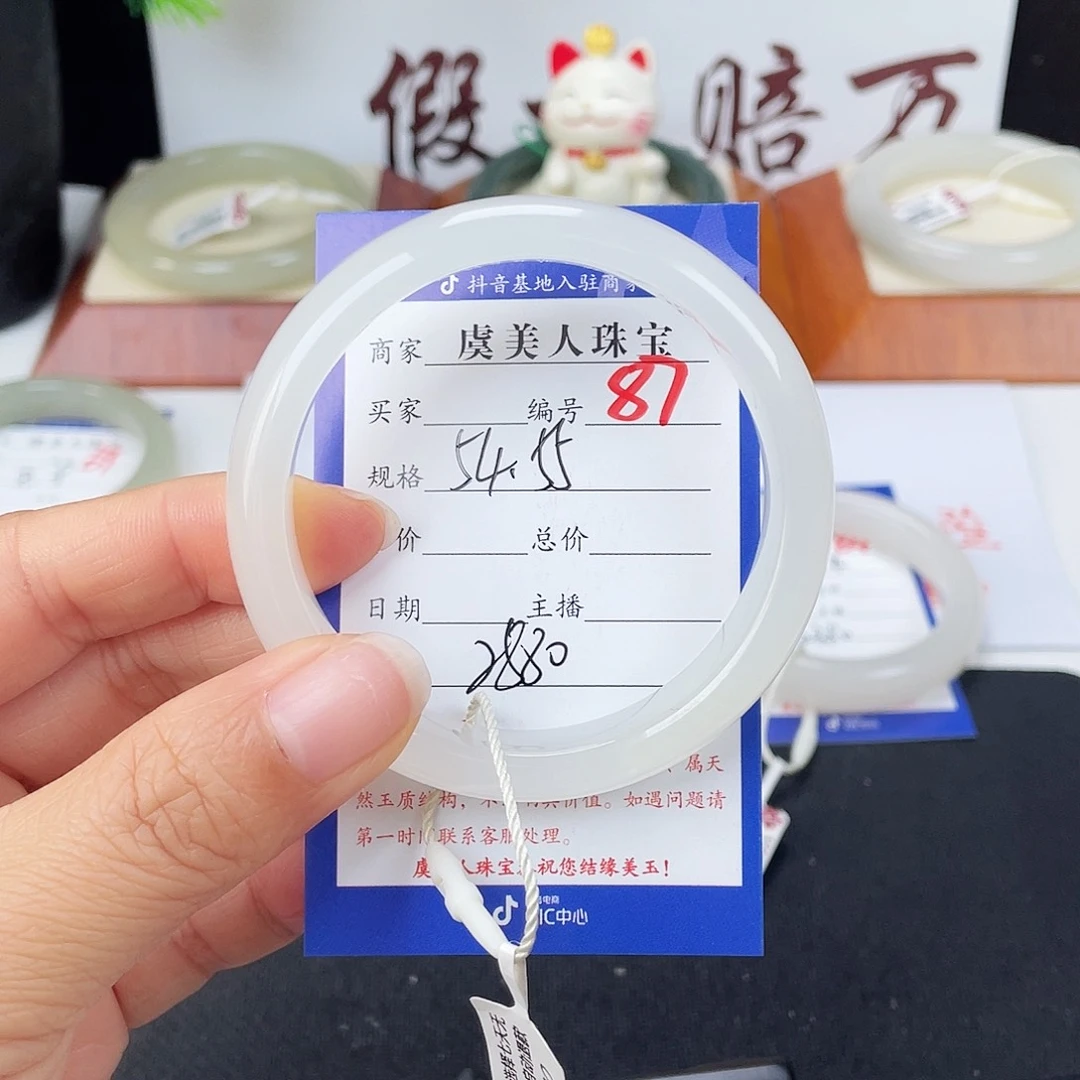 假 赔万
抖音基地入驻商家
商家 虞美人珠宝
买家 编号 87
规格 54.55
价 总价
日期 主播
2880
属天
然玉质结构，不 价值。如遇问题请
第一时间联系客服处理。
虞 人珠宝 祝您结缘美玉！
电商
IC中心